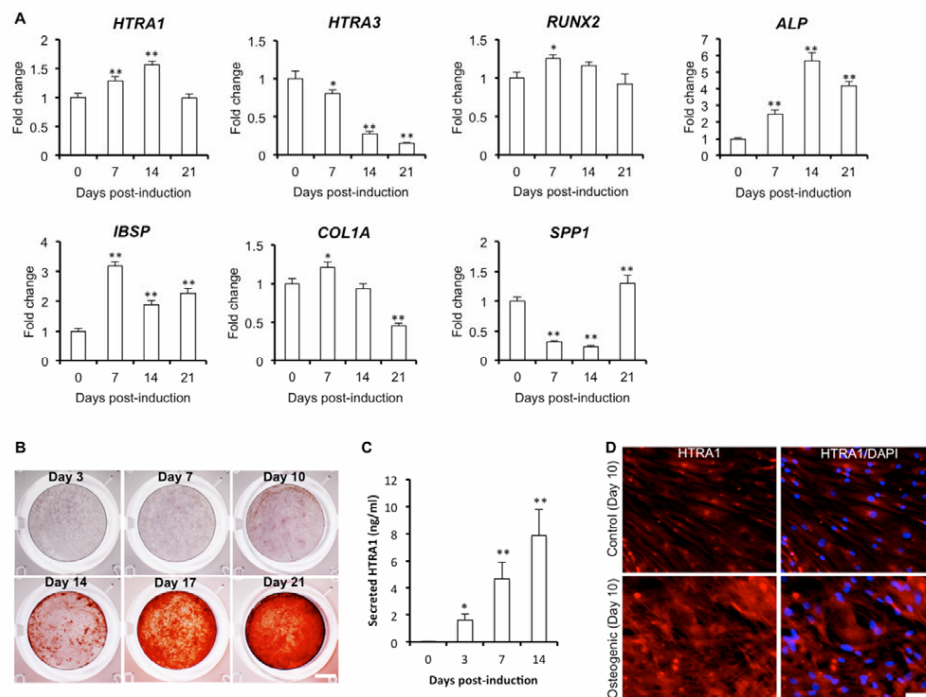 A
HTRA1
Fold change
2
1.5
1
0.5
0
**
**
0 7 14 21
Days post-induction
HTRA3
Fold change
1.5
1
0.5
0
*
**
**
0 7 14 21
Days post-induction
RUNX2
Fold change
1.5
1
0.5
0
*
0 7 14 21
Days post-induction
ALP
Fold change
8
7
6
5
4
3
2
1
0
**
**
**
0 7 14 21
Days post-induction
IBSP
Fold change
4
3
2
1
0
**
**
**
0 7 14 21
Days post-induction
COL1A
Fold change
1.5
1
0.5
0
*
**
0 7 14 21
Days post-induction
SPP1
Fold change
2
1.5
1
0.5
0
**
**
**
0 7 14 21
Days post-induction
B
Day 3
Day 7
Day 10
Day 14
Day 17
Day 21
C
Secreted HTRA1 (ng/ml)
12
10
8
6
4
2
0
*
**
**
0 3 7 14
Days post-induction
D
HTRA1
HTRA1/DAPI
Control (Day 10)
Osteogenic (Day 10)